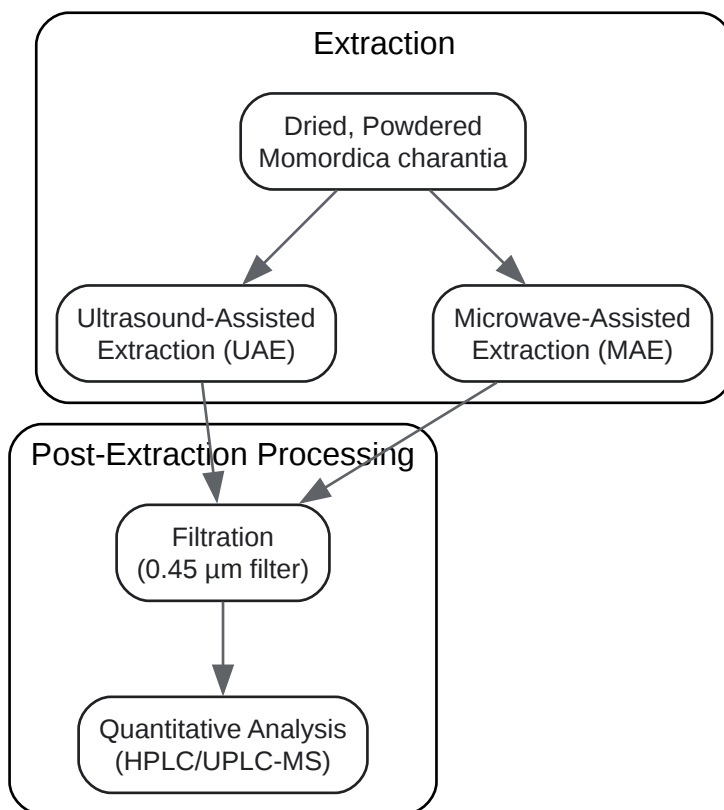 Extraction
Dried, Powdered
Momordica charantia
Ultrasound-Assisted
Extraction (UAE)
Microwave-Assisted
Extraction (MAE)
Post-Extraction Processing
Filtration
(0.45 µm filter)
Quantitative Analysis
(HPLC/UPLC-MS)